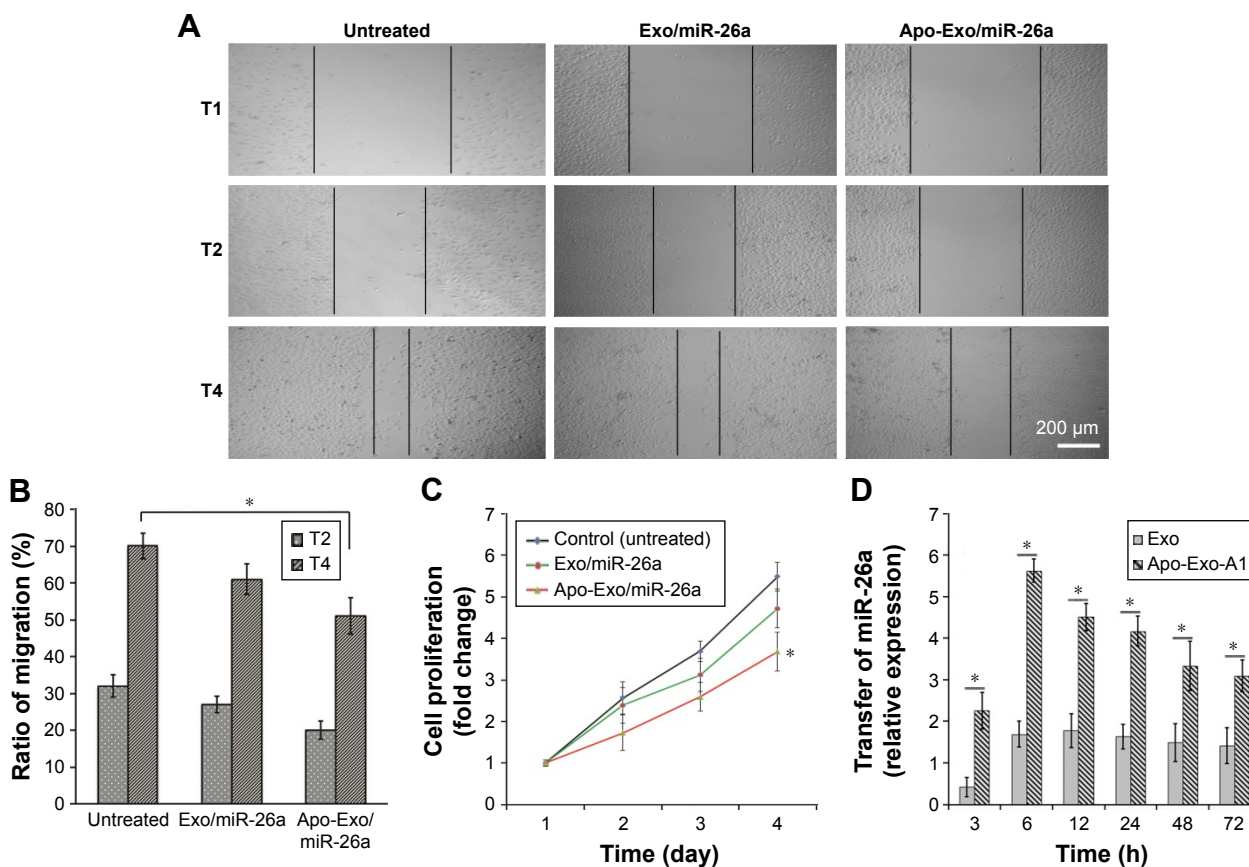 A
Untreated
Exo/miR-26a
Apo-Exo/miR-26a
T1
T2
T4
200 μm
B
Ratio of migration (%)
80
70
60
50
40
30
20
10
0
*
T2
T4
Untreated
Exo/miR-26a
Apo-Exo/
miR-26a
C
Cell proliferation
(fold change)
7
6
5
4
3
2
1
0
Control (untreated)
Exo/miR-26a
Apo-Exo/miR-26a
*
1
2
3
4
Time (day)
D
Transfer of miR-26a
(relative expression)
7
6
5
4
3
2
1
0
Exo
Apo-Exo-A1
*
*
*
*
*
*
3
6
12
24
48
72
Time (h)